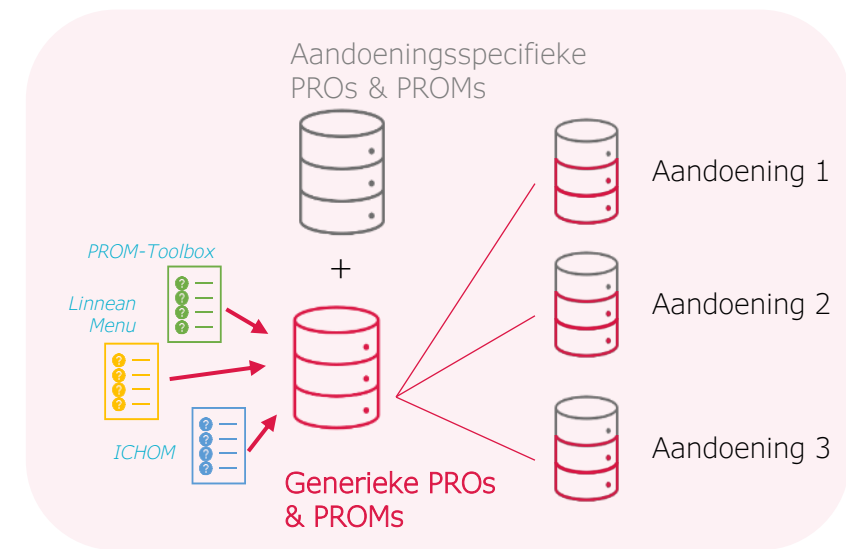 Aandoeningsspecifieke
PROs & PROMs
Aandoening 1
PROM-Toolbox
+
Linnean
Menu
Aandoening 2
ICHOM
Aandoening 3
Generieke PROs
& PROMs